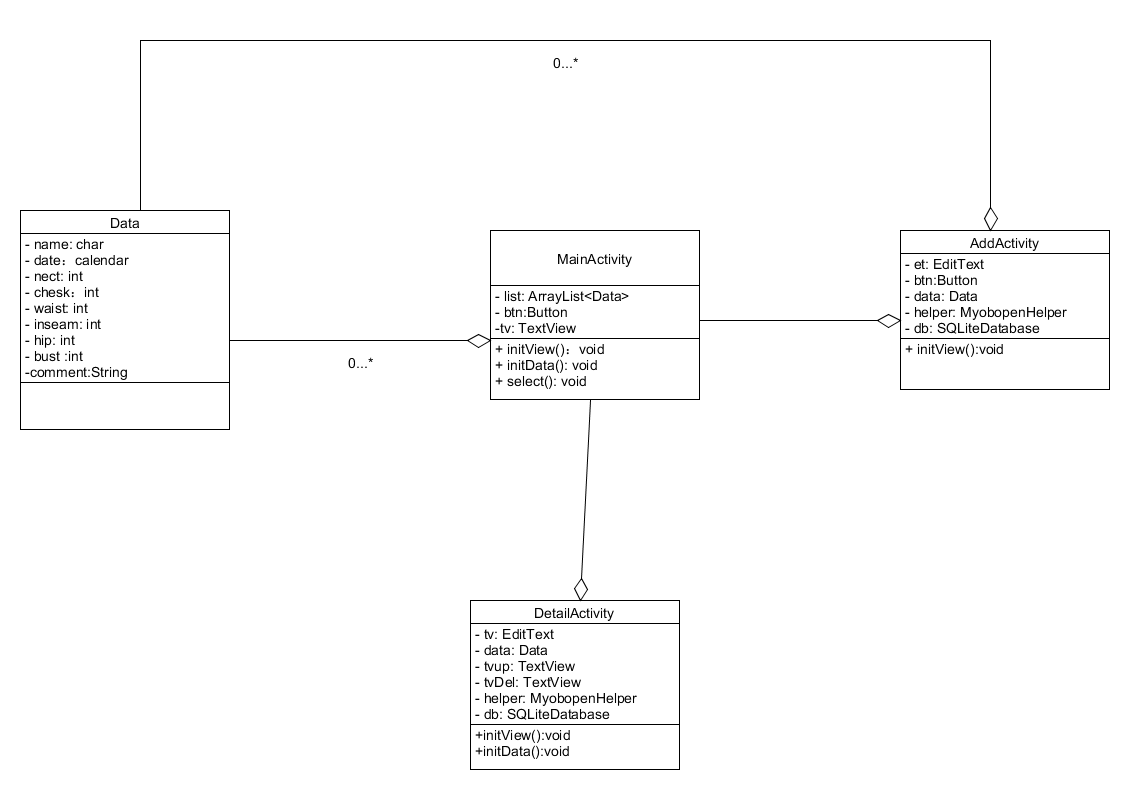 0...*
Data
- name: char
- date：calendar
- nect: int
- chesk：int
- waist: int
- inseam: int
- hip: int
- bust :int
-comment:String
0...*
MainActivity
- list: ArrayList<Data>
- btn:Button
-tv: TextView
+ initView()：void
+ initData(): void
+ select(): void
AddActivity
- et: EditText
- btn:Button
- data: Data
- helper: MyobopenHelper
- db: SQLiteDatabase
+ initView():void
DetailActivity
- tv: EditText
- data: Data
- tvup: TextView
- tvDel: TextView
- helper: MyobopenHelper
- db: SQLiteDatabase
+initView():void
+initData():void